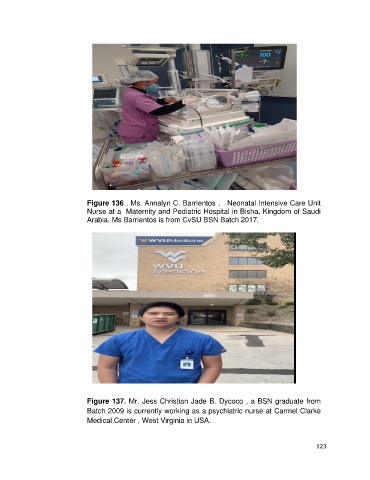 100
-?-
WVUMedicine
WVU
Medicine
Figure 136 . Ms. Annalyn C. Barrientos , Neonatal Intensive Care Unit
Nurse at a Maternity and Pediatric Hospital in Bisha, Kingdom of Saudi
Arabia. Ms Barrientos is from CvSU BSN Batch 2017.
Figure 137. Mr. Jess Christian Jade B. Dycoco , a BSN graduate from
Batch 2009 is currently working as a psychiatric nurse at Carmel Clarke
Medical Center , West Virginia in USA.
123